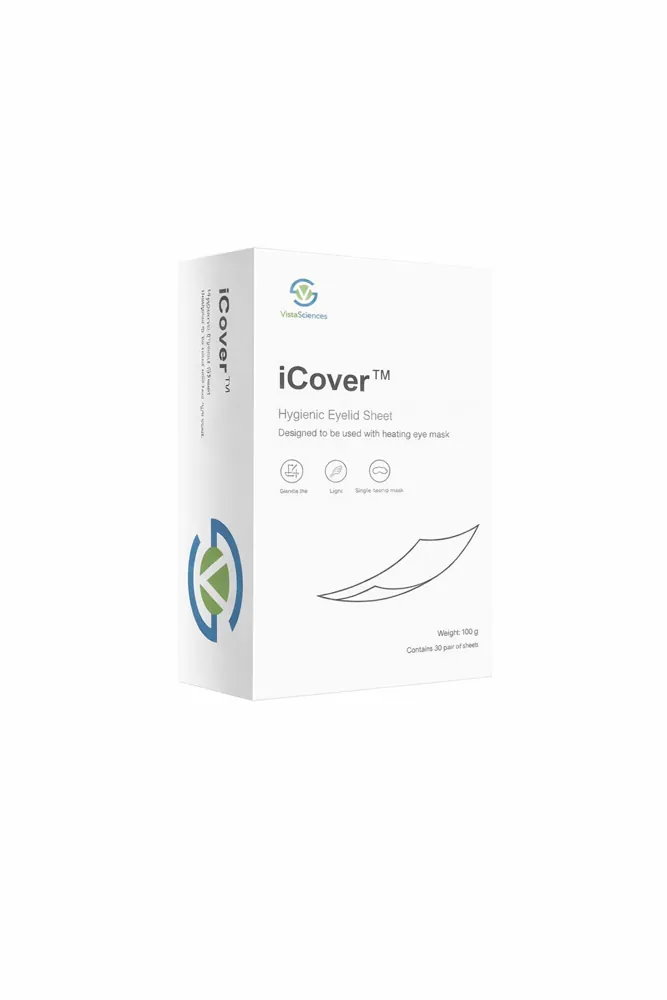 VistaSciences
iCover™
Hygienic Eyelid Sheet
Designed to be used with heating eye mask
Light
Weight: 100 g
Contains 30 pair of sheets
iCover™